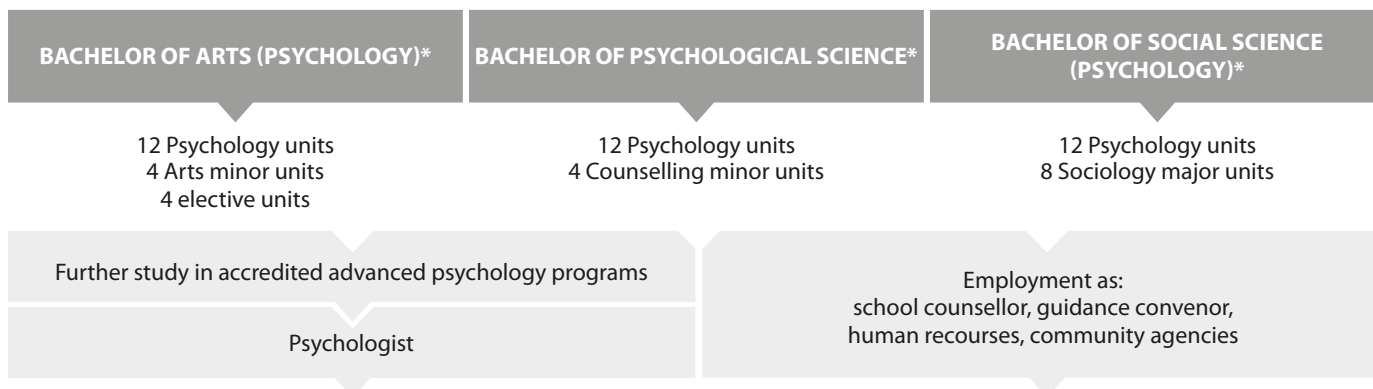 BACHELOR OF ARTS (PSYCHOLOGY)*
BACHELOR OF PSYCHOLOGICAL SCIENCE*
BACHELOR OF SOCIAL SCIENCE
(PSYCHOLOGY)*
12 Psychology units
4 Arts minor units
4 elective units
12 Psychology units
4 Counselling minor units
12 Psychology units
8 Sociology major units
Further study in accredited advanced psychology programs
Psychologist
Employment as:
school counsellor, guidance convenor,
human recourses, community agencies